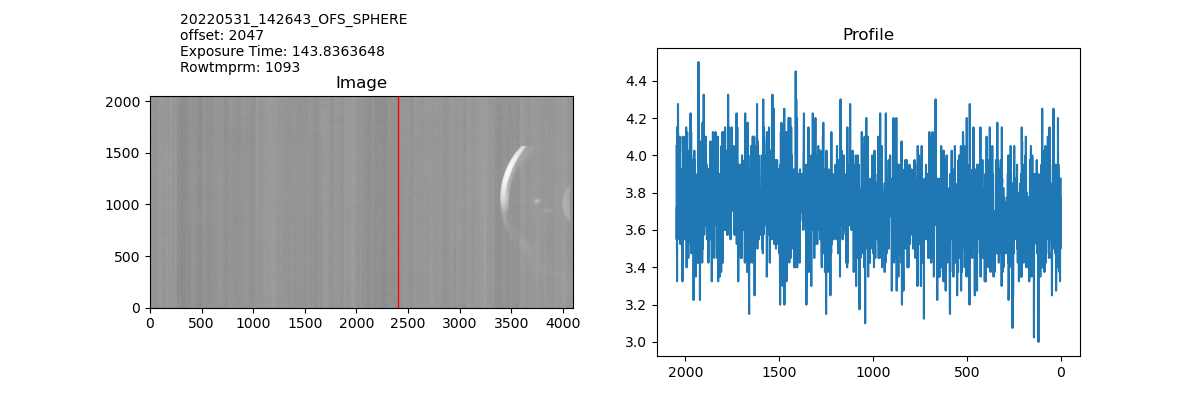 20220531_142643_OFS_SPHERE
offset: 2047
Exposure Time: 143.8363648
Rowtmprm: 1093
Image
2000
1500
1000
500
0
0 500 1000 1500 2000 2500 3000 3500 4000
Profile
4.4
4.2
4.0
3.8
3.6
3.4
3.2
3.0
2000 1500 1000 500 0